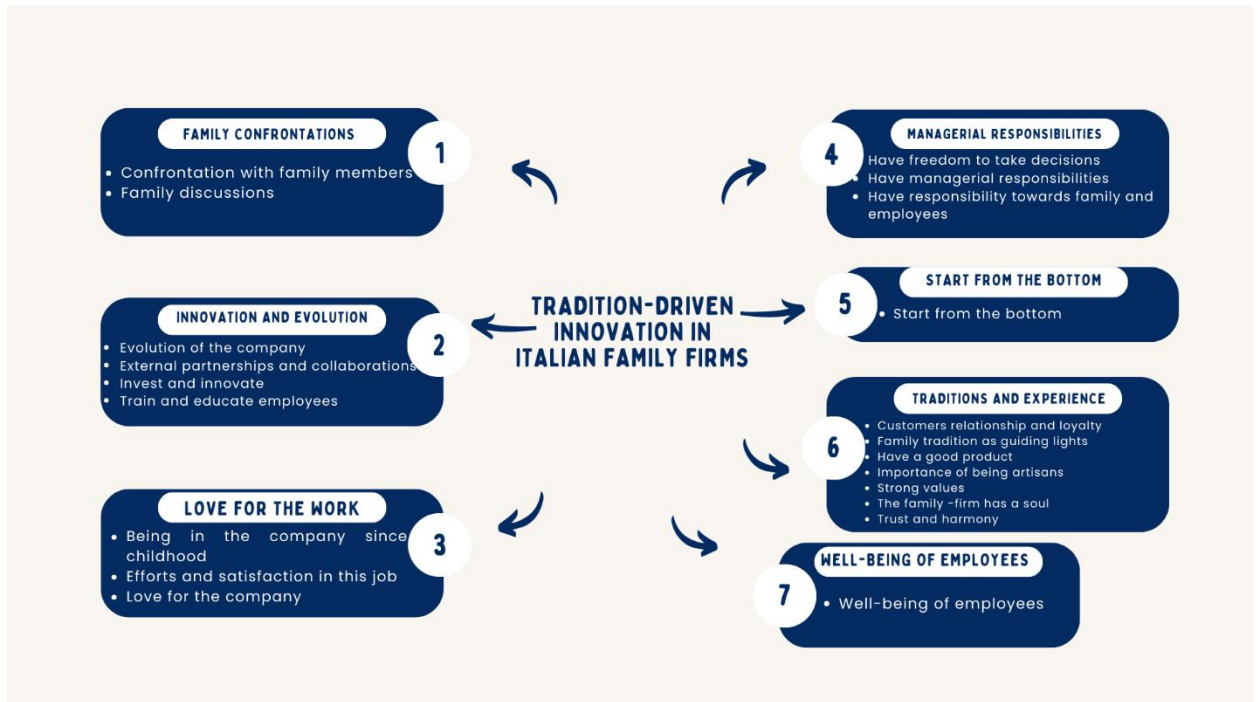 FAMILY CONFRONTATIONS
1
• Confrontation with family members
• Family discussions
INNOVATION AND EVOLUTION
2
• Evolution of the company
• External partnerships and collaborations
• Invest and innovate
• Train and educate employees
LOVE FOR THE WORK
3
• Being in the company since
childhood
• Efforts and satisfaction in this job
• Love for the company
TRADITION-DRIVEN
INNOVATION IN
ITALIAN FAMILY FIRMS
MANAGERIAL RESPONSIBILITIES
4
Have freedom to take decisions
• Have managerial responsibilities
• Have responsibility towards family and
employees
START FROM THE BOTTOM
5
• Start from the bottom
TRADITIONS AND EXPERIENCE
6
• Customers relationship and loyalty
• Family tradition as guiding lights
• Have a good product
• Importance of being artisans
• Strong values
• The family -firm has a soul
• Trust and harmony
WELL-BEING OF EMPLOYEES
7
• Well-being of employees